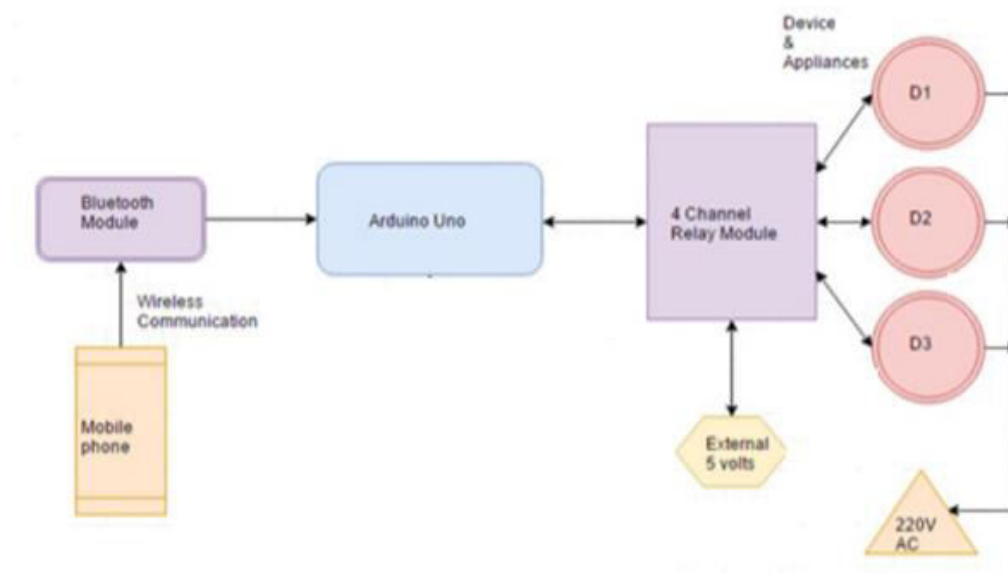 Device
&
Appliances
D1
Bluetooth
Module
Arduino Uno
4 Channel
Relay Module
D2
Wireless
Communication
D3
Mobile
phone
External
5 volts
220V
AC